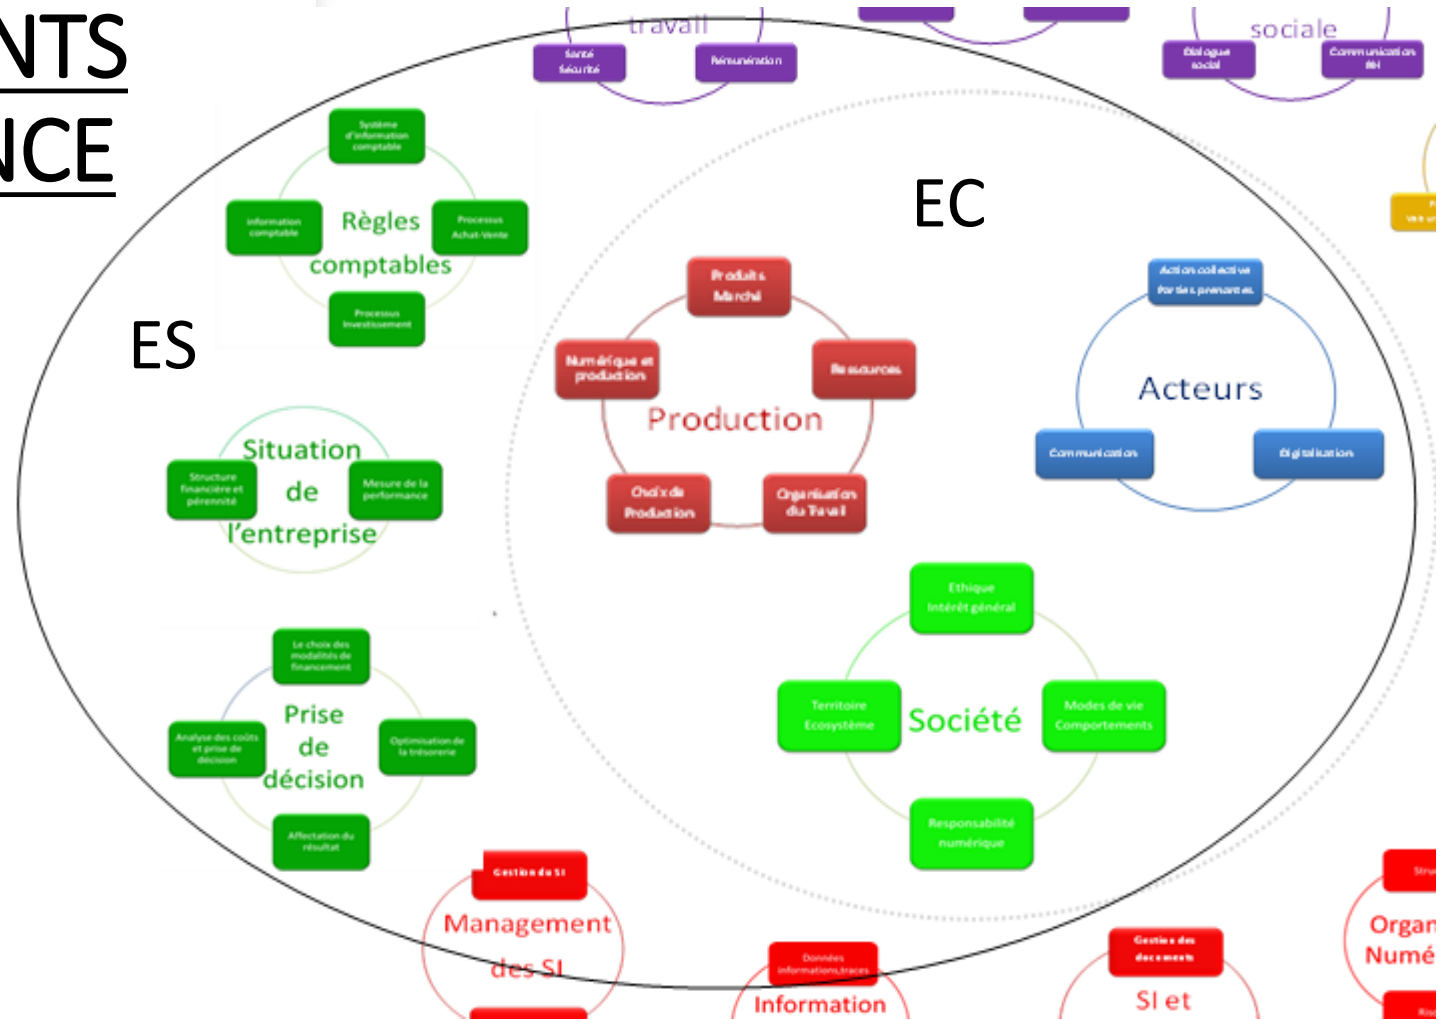 NTS
NCE
travail
Santé
Sécurité
Rémunération
sociale
Dialogue
social
Communication
RH
Système
d'information
comptable
Information
comptable
Règles
comptables
Processus
Achat-Vente
Processus
Investissement
EC
ES
Produits
Marché
Numérique et
production
Ressources
Production
Choix de
Production
Organisation
du Travail
Action collective
Parties prenantes
Acteurs
Communication
Digitalisation
Situation
de
l'entreprise
Structure
financière et
pérennité
Mesure de la
performance
Ethique
Intérêt général
Territoire
Ecosystème
Société
Modes de vie
Comportements
Responsabilité
numérique
Le choix des
modalités de
financement
Prise
de
décision
Analyse des coûts
et prise de
décision
Optimisation de
la trésorerie
Affectation du
résultat
Gestion du SI
Management
des SI
Données
informations,traces
Information
Gestion des
documents
SI et
Struc
Organ
Numé